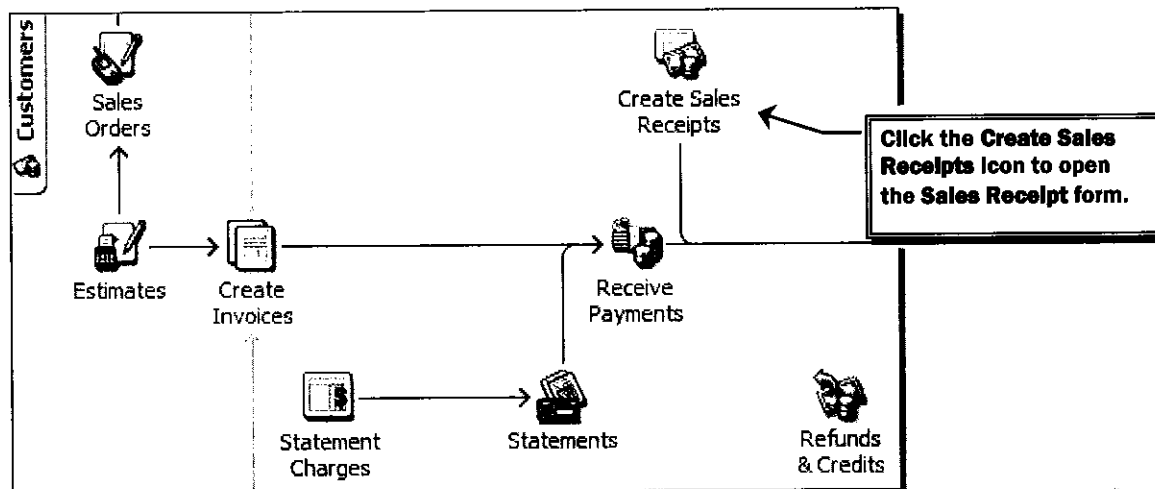 Customers
Sales
Orders
Create Sales
Receipts
Click the Create Sales
Receipts icon to open
the Sales Receipt form.
Estimates
Create
Invoices
Receive
Payments
Statement
Charges
Statements
Refunds
& Credits